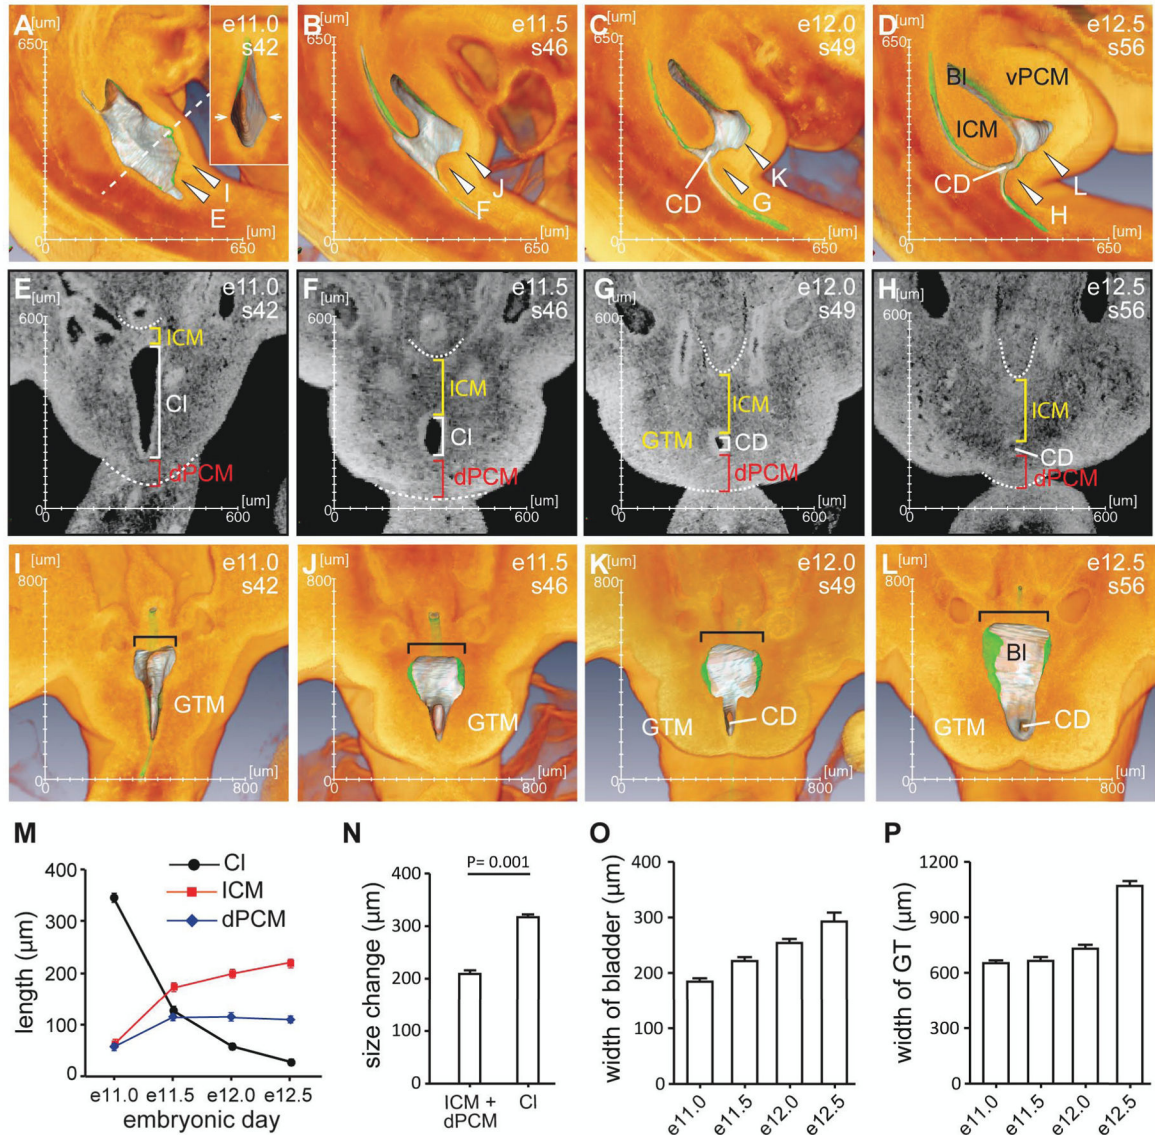 A [um] e11.0
s42
650
I
E
0
650
[um]
B [um] e11.5
s46
650
J
F
0
650
[um]
C [um] e12.0
s49
650
K
CD
G
0
650
[um]
D [um] e12.5
s56
650
BI
vPCM
ICM
CD
L
H
0
650
[um]
E [um] e11.0
s42
600
ICM
Cl
dPCM
0
600
[um]
F [um] e11.5
s46
600
ICM
Cl
dPCM
0
600
[um]
G [um] e12.0
s49
600
ICM
GTM
CD
dPCM
0
600
[um]
H [um] e12.5
s56
600
ICM
CD
dPCM
0
600
[um]
I [um] e11.0
s42
800
GTM
[um]
0
800
J [um] e11.5
s46
800
GTM
[um]
0
800
K [um] e12.0
s49
800
GTM
CD
[um]
0
800
L [um] e12.5
s56
800
BI
GTM
CD
[um]
0
800
M
Cl
ICM
dPCM
400
300
200
100
0
length (µm)
e11.0 e11.5 e12.0 e12.5
embryonic day
N
P= 0.001
400
300
200
100
0
size change (µm)
ICM +
dPCM
Cl
O
400
300
200
100
0
width of bladder (µm)
e11.0 e11.5 e12.0 e12.5
P
1200
900
600
300
0
width of GT (µm)
e11.0 e11.5 e12.0 e12.5